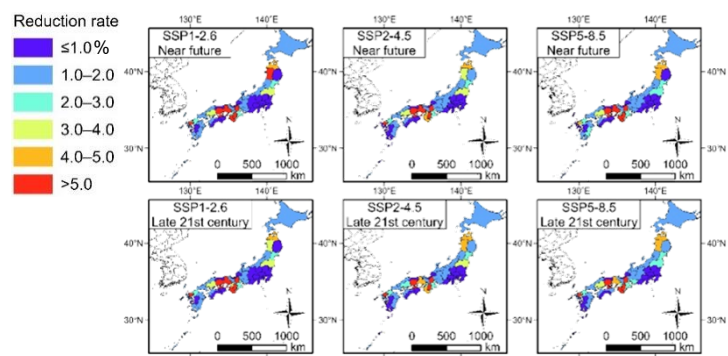 Reduction rate
≤1.0%
1.0–2.0
2.0–3.0
3.0–4.0
4.0–5.0
>5.0
130°E 140°E 130°E 140°E 130°E 140°E
SSP1-2.6
Near future
SSP2-4.5
Near future
SSP5-8.5
Near future
40°N 40°N 40°N
35°N 35°N 35°N
N N N
0 500 1000
km
0 500 1000
km
0 500 1000
km
130°E 140°E 130°E 140°E 130°E 140°E
SSP1-2.6
Late 21st century
SSP2-4.5
Late 21st century
SSP5-8.5
Late 21st century
40°N 40°N 40°N
30°N 30°N 30°N
N N N
0 500 1000
km
0 500 1000
km
0 500 1000
km